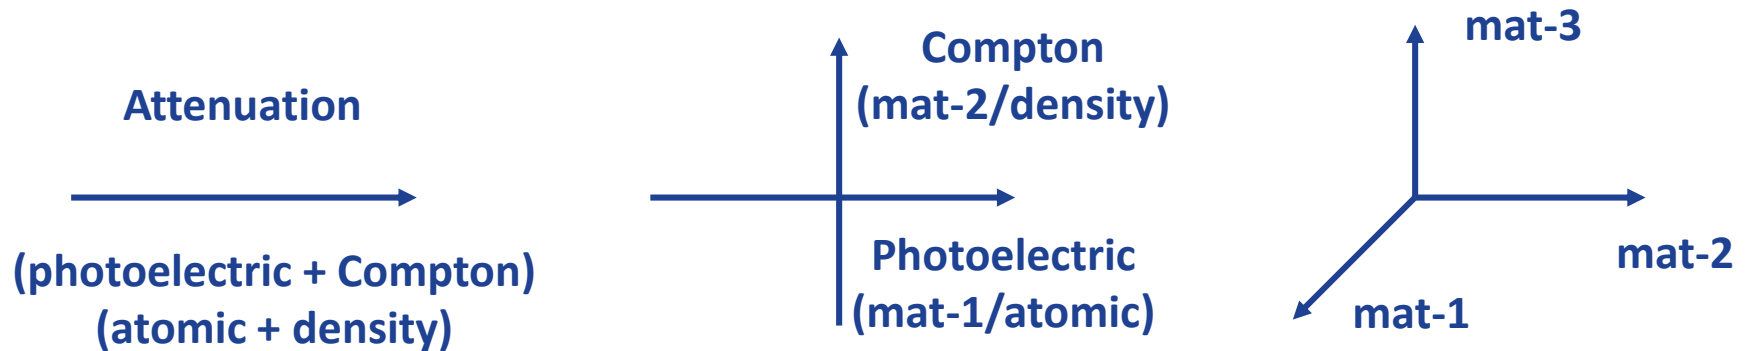 Attenuation
(photoelectric + Compton)
(atomic + density)
Compton
(mat-2/density)
Photoelectric
(mat-1/atomic)
mat-3
mat-2
mat-1